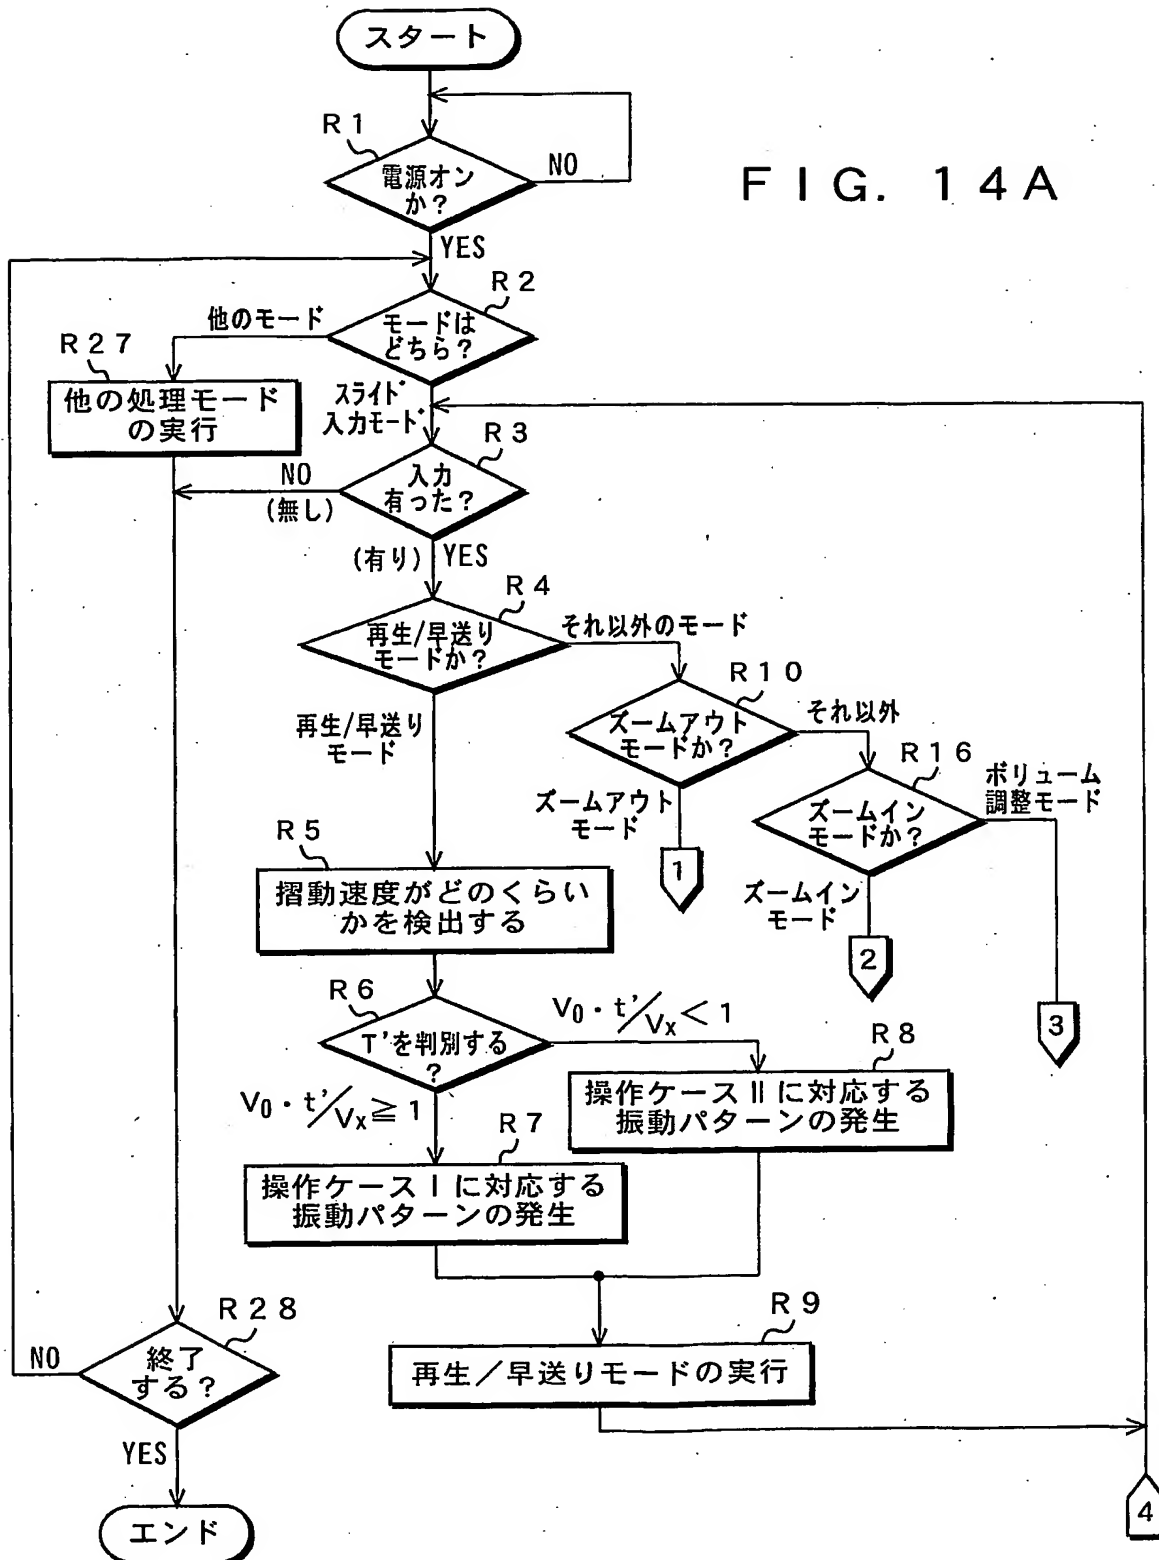 スタート
R1
電源オン
か?
NO
FIG. 14A
YES
R2
他のモード
モードは
どちら?
R27
他の処理モード
の実行
スライド
入力モード
R3
NO
(無し)
入力
有った?
(有り)
YES
R4
再生/早送り
モードか?
それ以外のモード
R10
ズームアウト
モードか?
それ以外
R16
ボリューム
調整モード
再生/早送り
モード
ズームイン
モードか?
ズームアウト
モード
1
R5
摺動速度がどのくらい
かを検出する
ズームイン
モード
2
3
R6
T'を判別する
?
V₀・t'/Vx<1
R8
操作ケースⅡに対応する
振動パターンの発生
V₀・t'/Vx≧1
R7
操作ケースⅠに対応する
振動パターンの発生
R28
終了
する?
NO
R9
再生/早送りモードの実行
YES
エンド
4